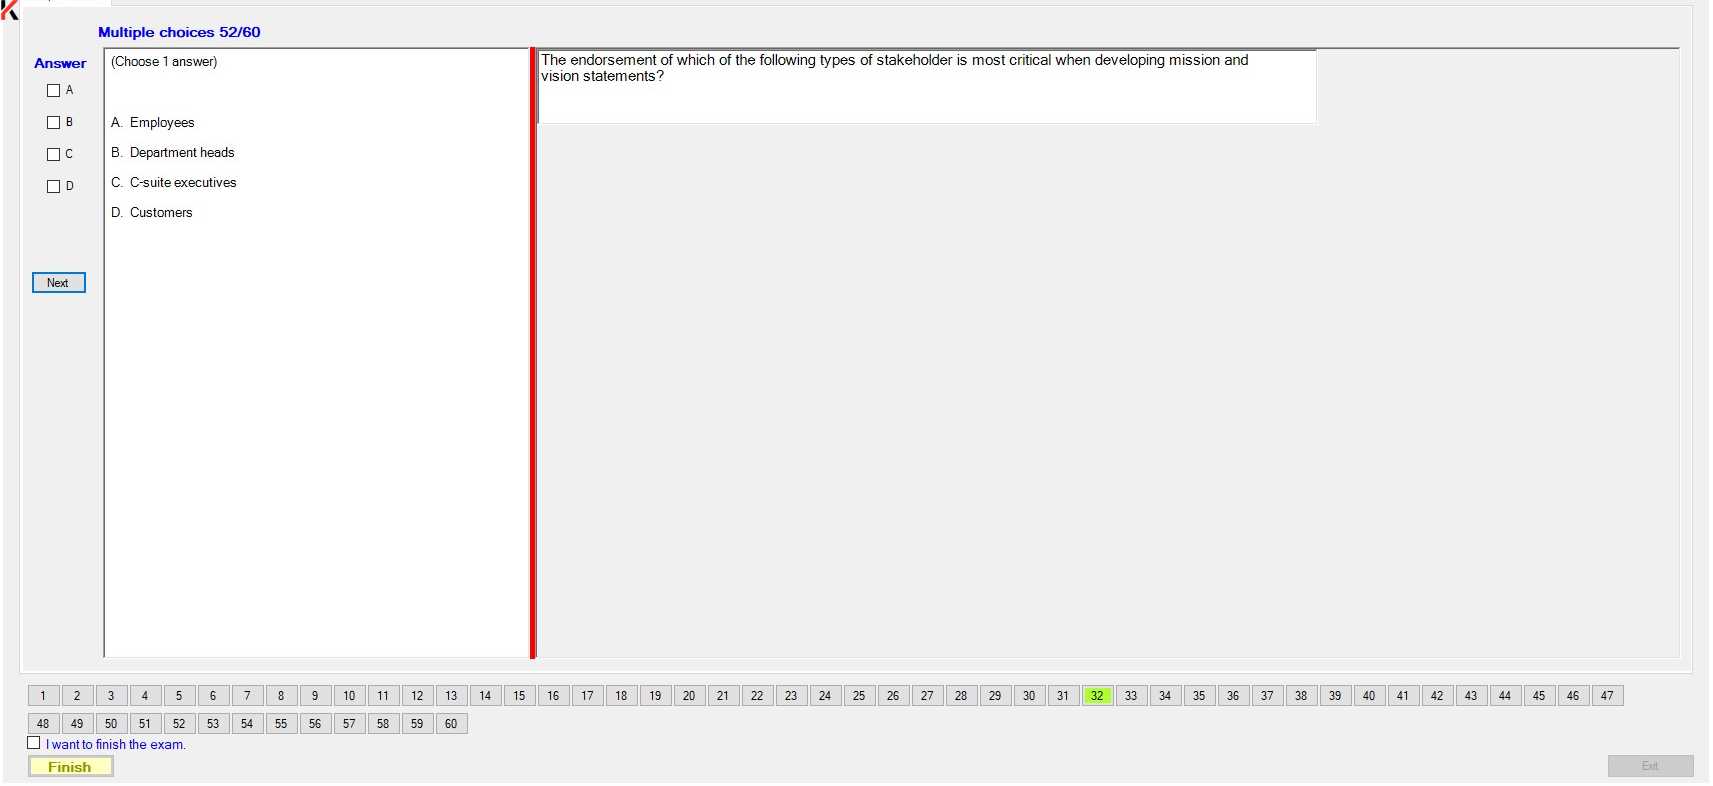 Multiple choices 52/60
Answer
A
B
C
D
Next
(Choose 1 answer)
A. Employees
B. Department heads
C. C-suite executives
D. Customers
The endorsement of which of the following types of stakeholder is most critical when developing mission and
vision statements?
1 2 3 4 5 6 7 8 9 10 11 12 13 14 15 16 17 18 19 20 21 22 23 24 25 26 27 28 29 30 31 32 33 34 35 36 37 38 39 40 41 42 43 44 45 46 47
48 49 50 51 52 53 54 55 56 57 58 59 60
I want to finish the exam.
Finish
Exit